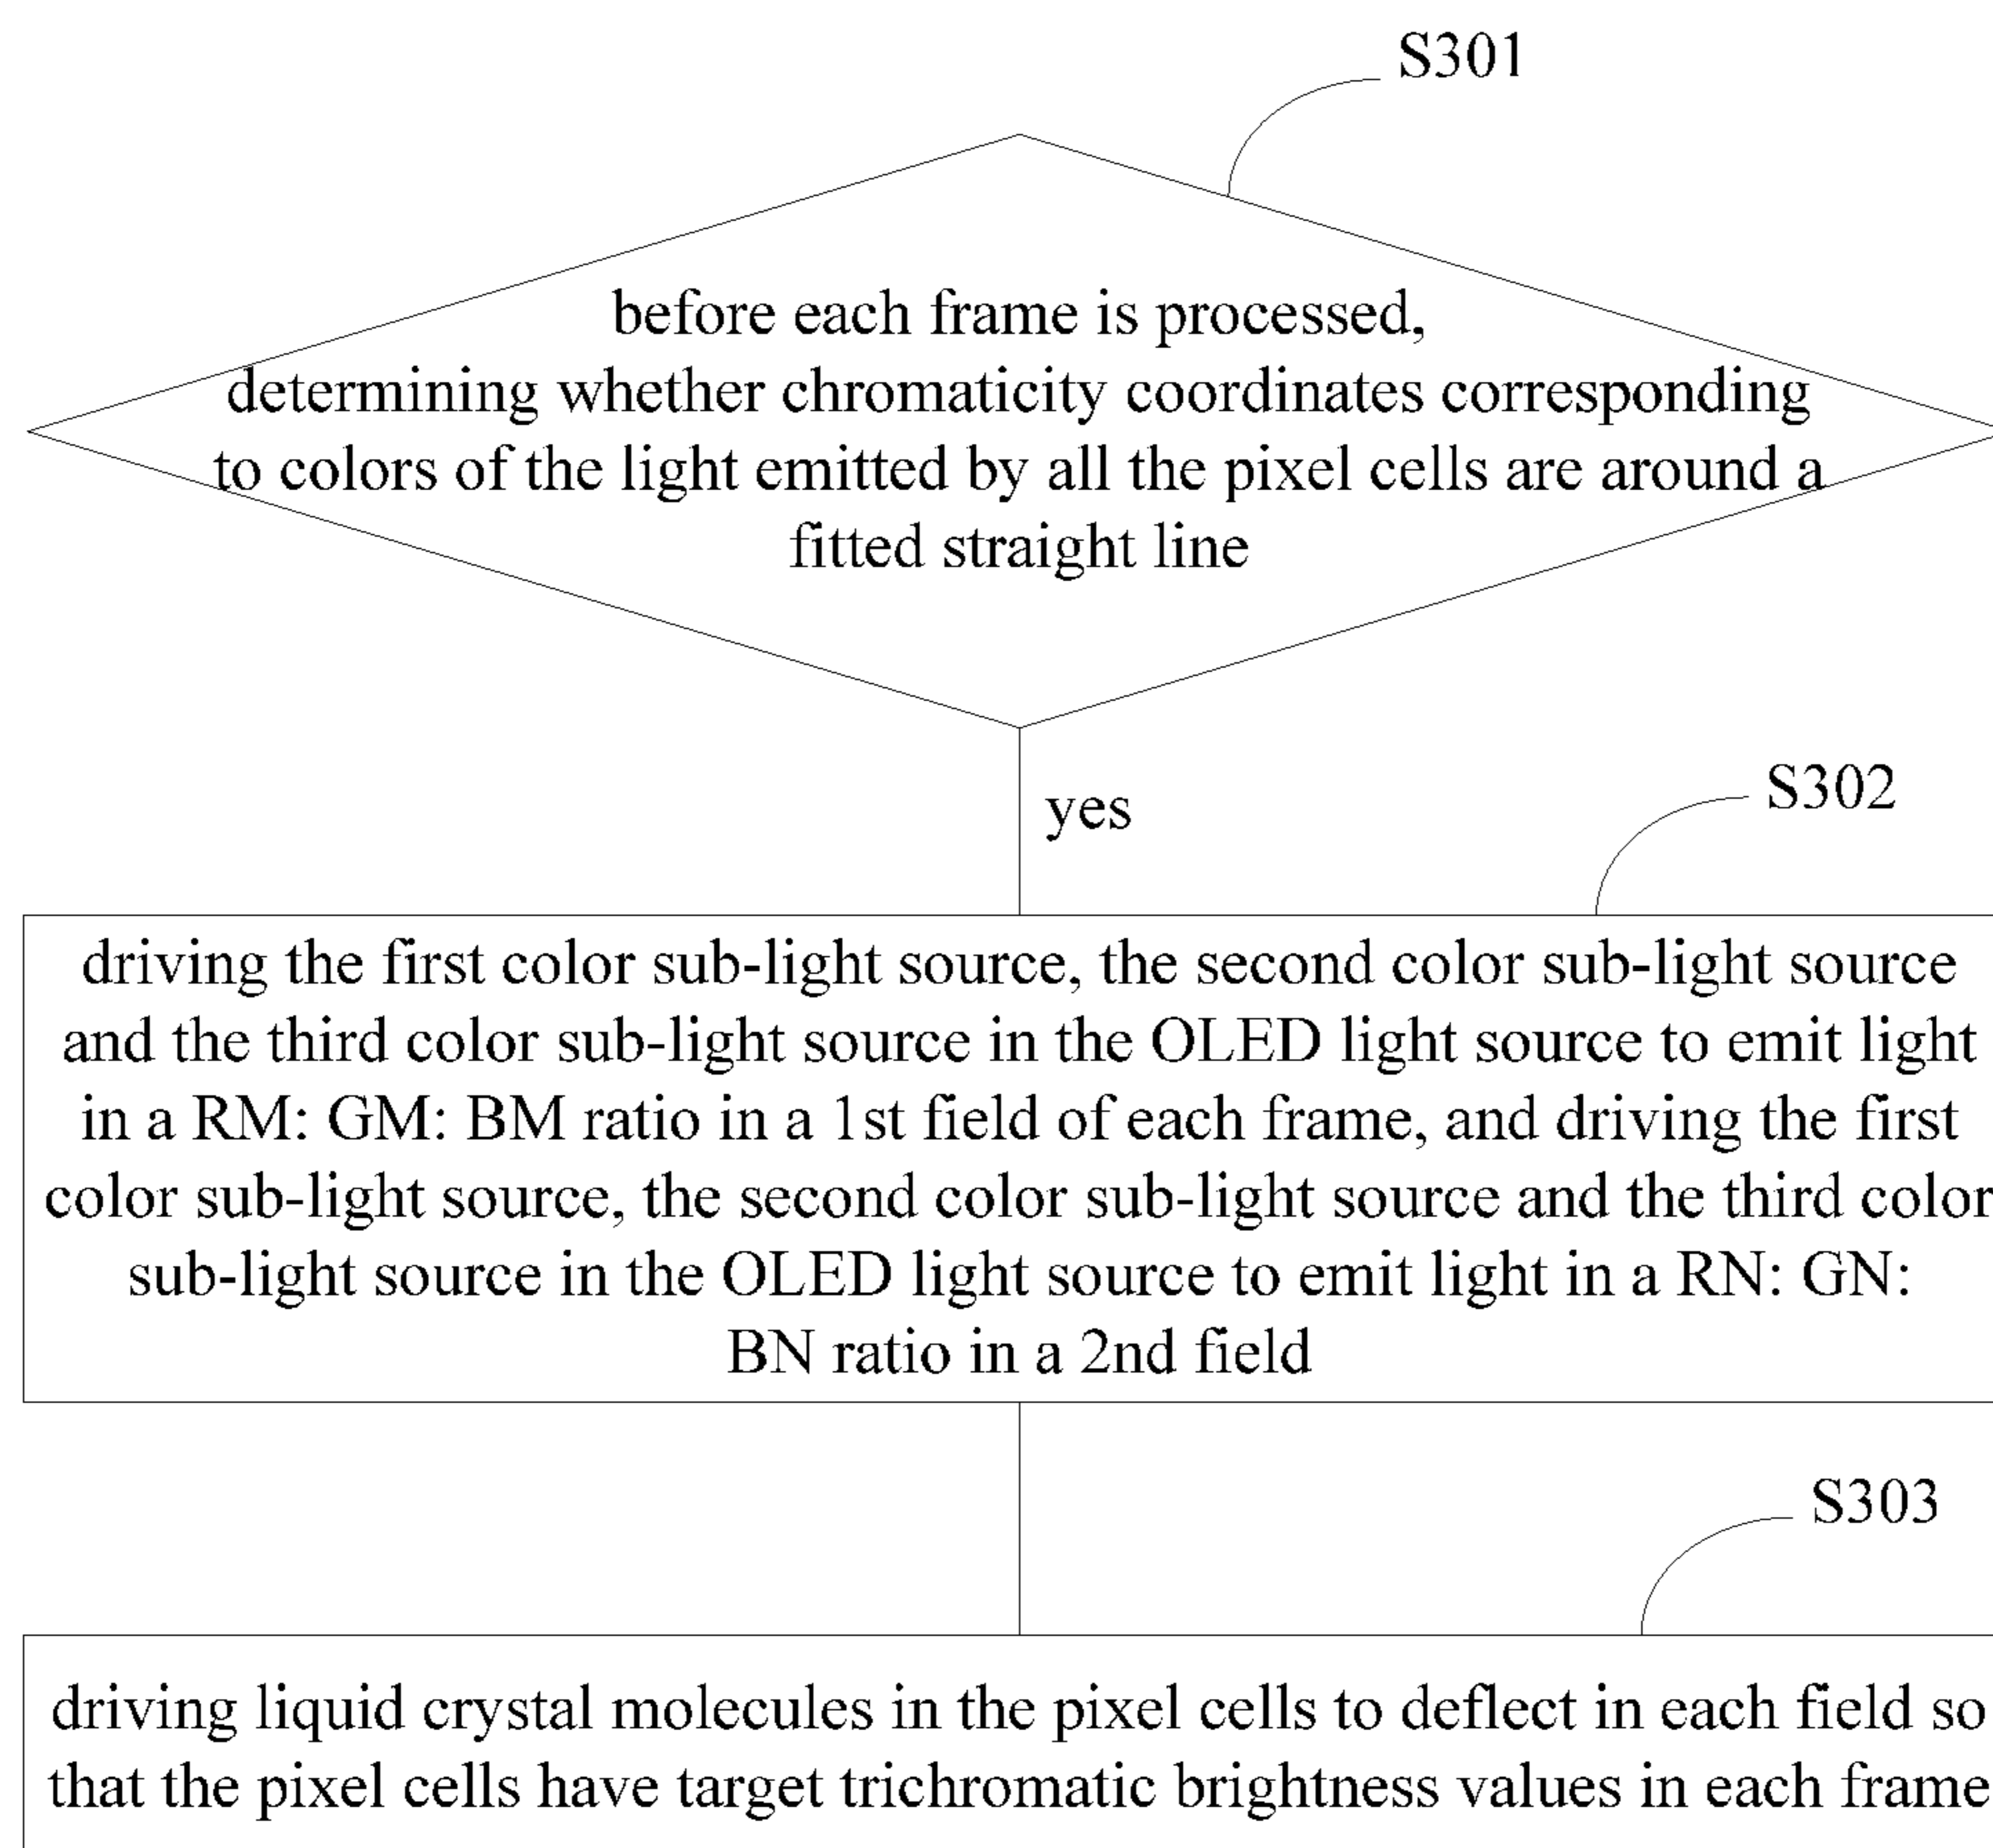 S301
before each frame is processed,
determining whether chromaticity coordinates corresponding
to colors of the light emitted by all the pixel cells are around a
fitted straight line
yes
S302
driving the first color sub-light source, the second color sub-light source
and the third color sub-light source in the OLED light source to emit light
in a RM: GM: BM ratio in a 1st field of each frame, and driving the first
color sub-light source, the second color sub-light source and the third color
sub-light source in the OLED light source to emit light in a RN: GN:
BN ratio in a 2nd field
S303
driving liquid crystal molecules in the pixel cells to deflect in each field so
that the pixel cells have target trichromatic brightness values in each frame